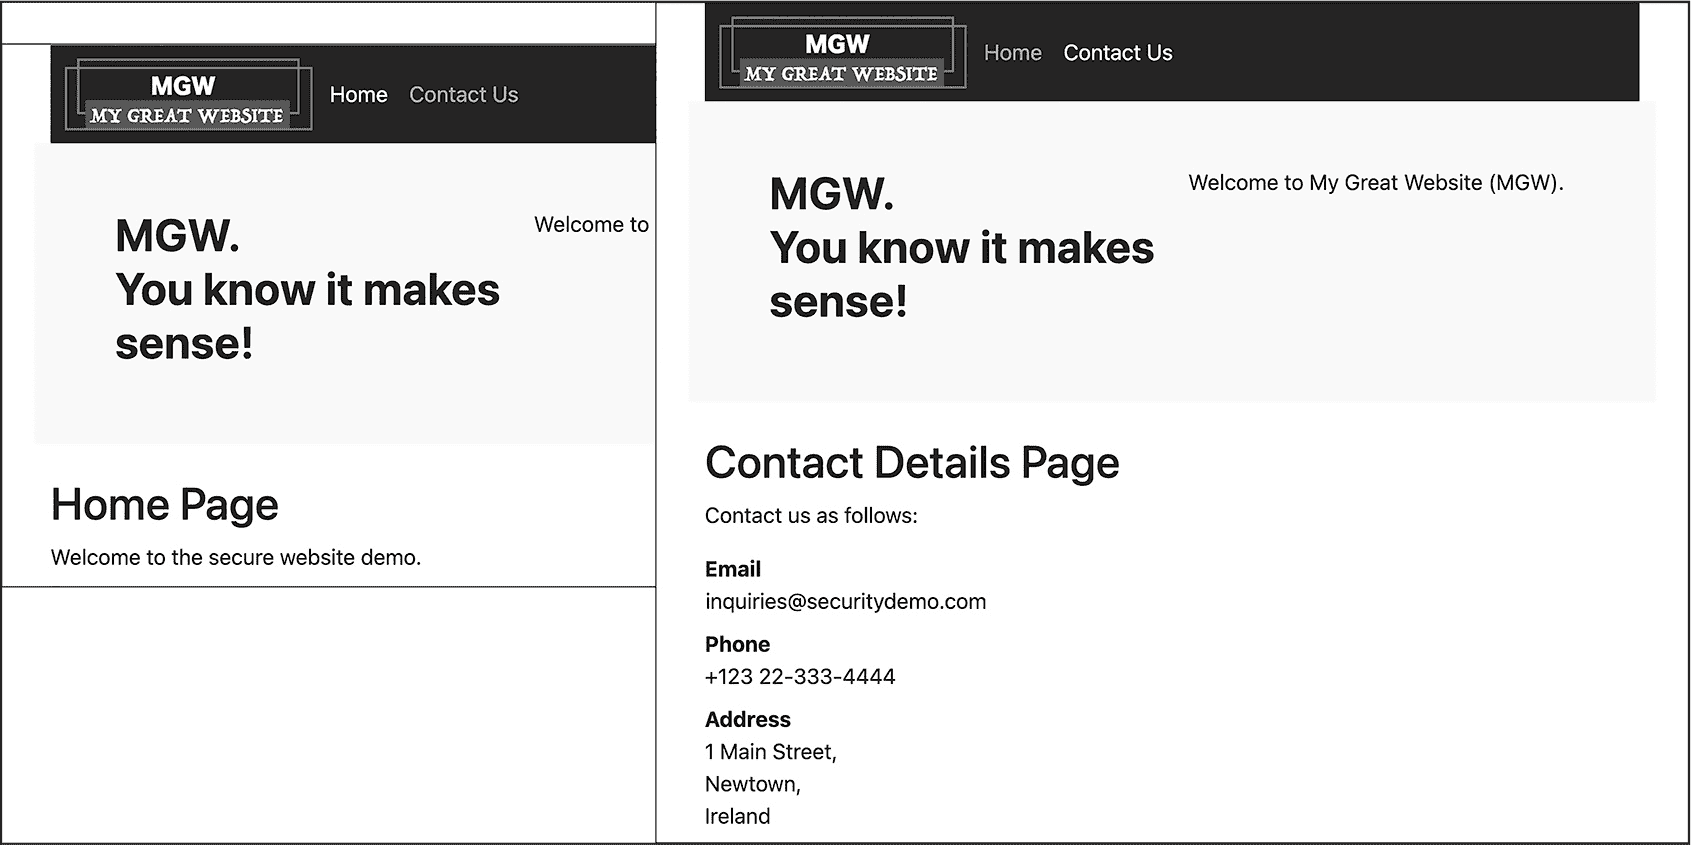 MGW
MY GREAT WEBSITE
Home Contact Us
MGW.
You know it makes
sense!
Welcome to
Home Page
Welcome to the secure website demo.
MGW
MY GREAT WEBSITE
Home Contact Us
MGW.
You know it makes
sense!
Welcome to My Great Website (MGW).
Contact Details Page
Contact us as follows:
Email
inquiries@securitydemo.com
Phone
+123 22-333-4444
Address
1 Main Street,
Newtown,
Ireland